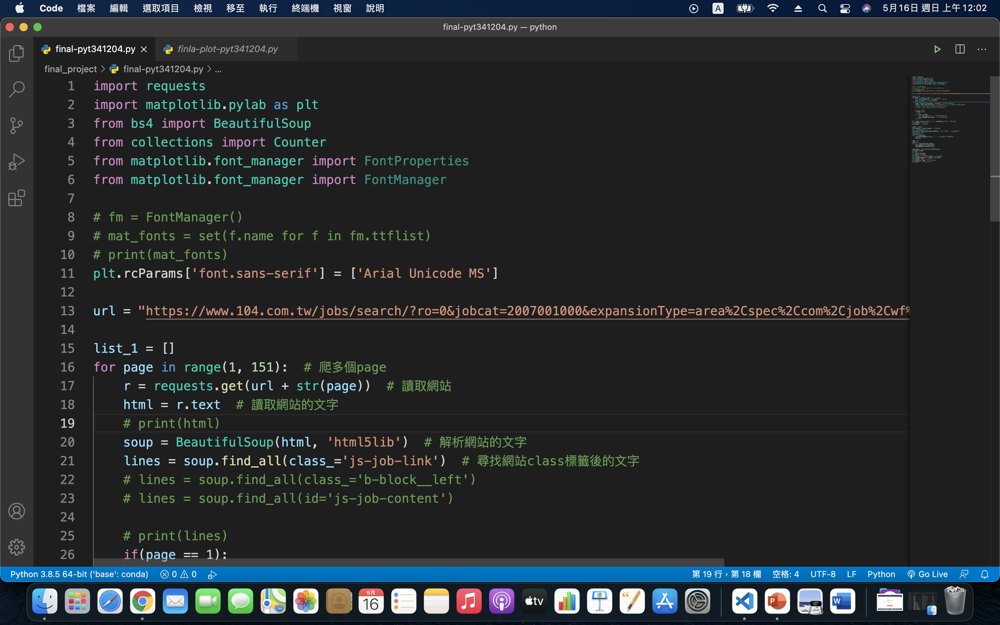 Code 檔案 編輯 選取項目 檢視 移至 執行 終端機 視窗 說明 A 5月16日 週日 上午12:02
final-pyt341204.py — python
final-pyt341204.py finla-plot-pyt341204.py
final_project > final-pyt341204.py > ...
1 import requests
2 import matplotlib.pylab as plt
3 from bs4 import BeautifulSoup
4 from collections import Counter
5 from matplotlib.font_manager import FontProperties
6 from matplotlib.font_manager import FontManager
7
8 # fm = FontManager()
9 # mat_fonts = set(f.name for f in fm.ttflist)
10 # print(mat_fonts)
11 plt.rcParams['font.sans-serif'] = ['Arial Unicode MS']
12
13 url = "https://www.104.com.tw/jobs/search/?ro=0&jobcat=2007001000&expansionType=area%2Cspec%2Ccom%2Cjob%2Cwf%
14
15 list_1 = []
16 for page in range(1, 151):  # 爬多個page
17     r = requests.get(url + str(page))  # 讀取網站
18     html = r.text  # 讀取網站的文字
19     # print(html)
20     soup = BeautifulSoup(html, 'html5lib')  # 解析網站的文字
21     lines = soup.find_all(class_='js-job-link')  # 尋找網站class標籤後的文字
22     # lines = soup.find_all(class_='b-block__left')
23     # lines = soup.find_all(id='js-job-content')
24
25     # print(lines)
26     if(page == 1):
Python 3.8.5 64-bit ('base': conda) 0 0 第 19 行，第 18 欄 空格: 4 UTF-8 LF Python Go Live
280 5月 16 tv P W